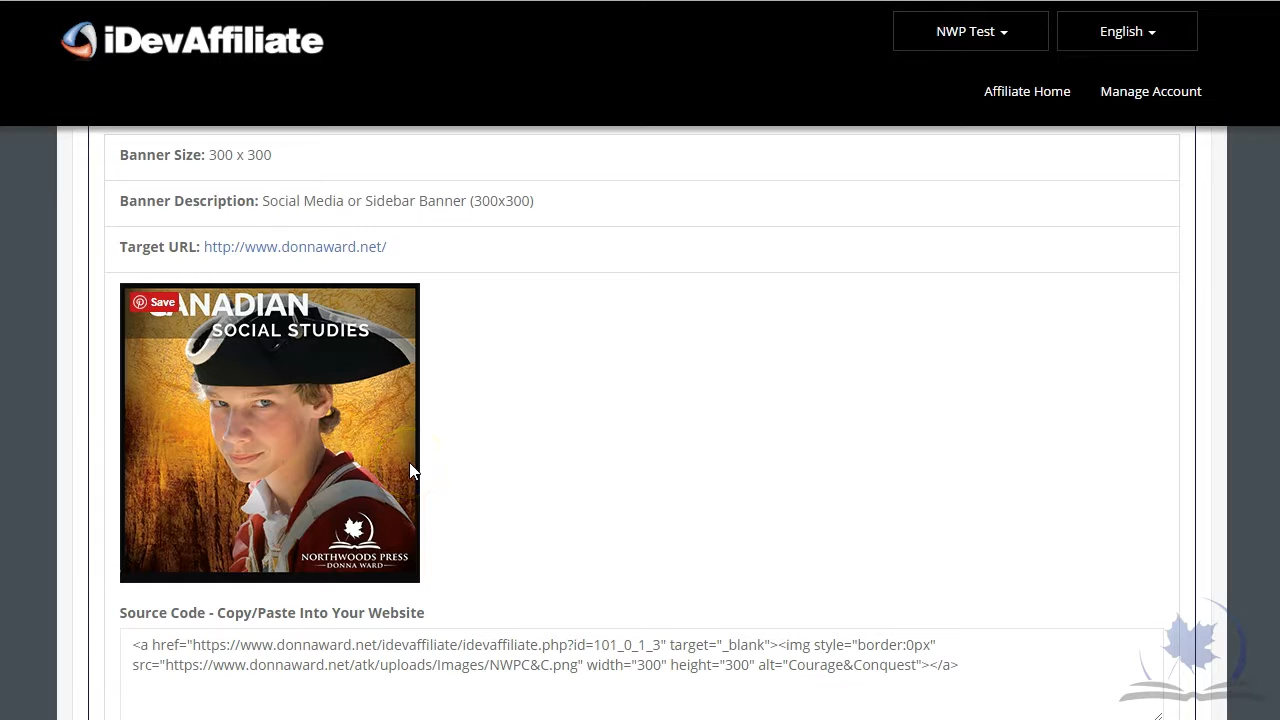 iDevAffiliate
NWP Test
English
Affiliate Home
Manage Account
Banner Size: 300 x 300
Banner Description: Social Media or Sidebar Banner (300x300)
Target URL: http://www.donnaward.net/
Save
ANADIAN
SOCIAL STUDIES
NORTHWOODS PRESS
DONNA WARD
Source Code - Copy/Paste Into Your Website
<a href="https://www.donnaward.net/idevaffiliate/idevaffiliate.php?id=101_0_1_3" target="_blank"><img style="border:0px"
src="https://www.donnaward.net/atk/uploads/Images/NWPC&C.png" width="300" height="300" alt="Courage&Conquest"></a>